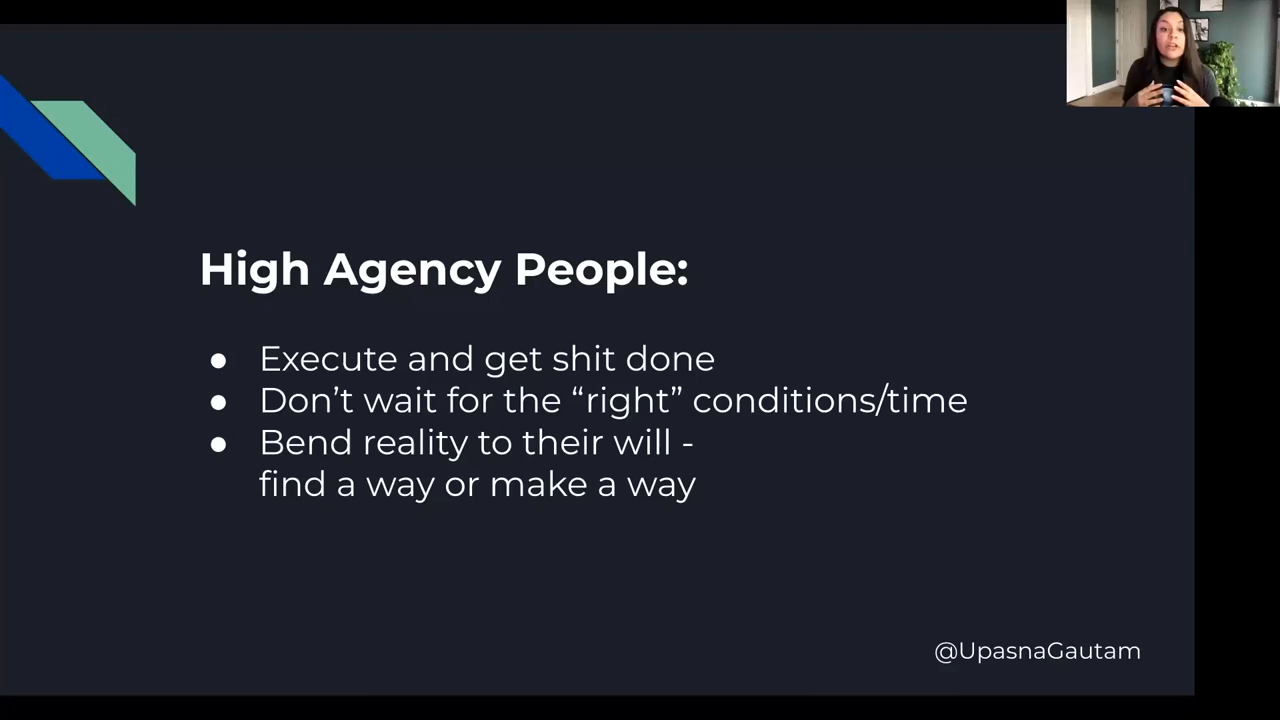 High Agency People:
● Execute and get shit done
● Don’t wait for the “right” conditions/time
● Bend reality to their will -
find a way or make a way
@UpasnaGautam